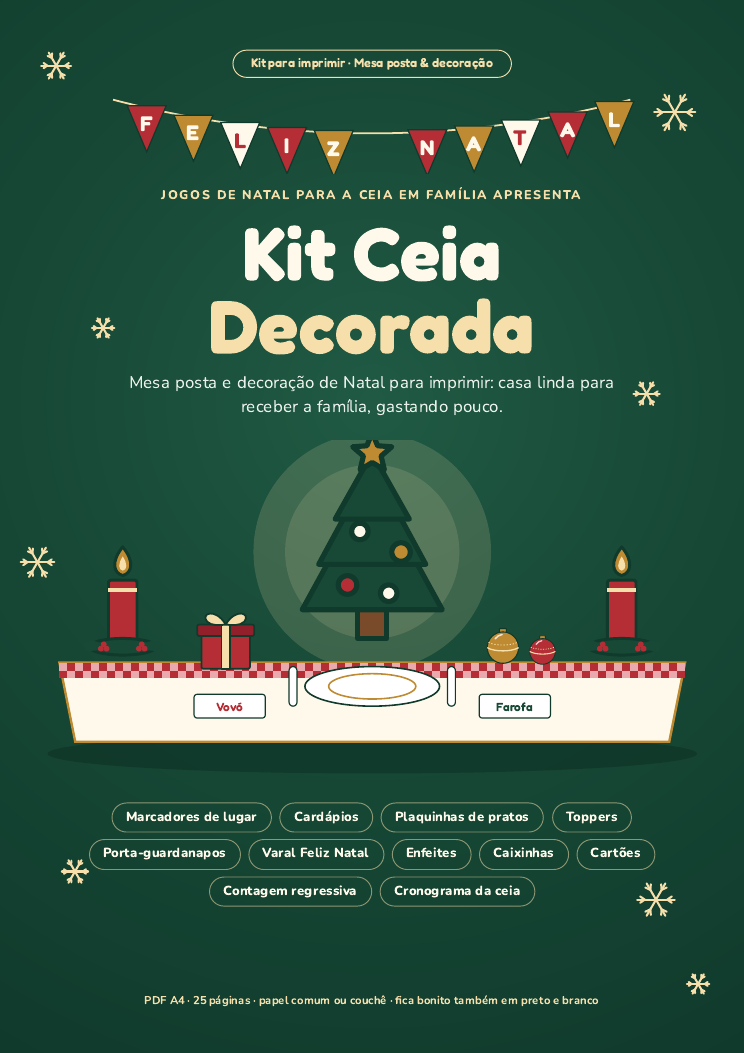 Kit para imprimir · Mesa posta & decoração
FELIZ NATAL
JOGOS DE NATAL PARA A CEIA EM FAMÍLIA APRESENTA
Kit Ceia
Decorada
Mesa posta e decoração de Natal para imprimir: casa linda para
receber a família, gastando pouco.
Vovó
Farofa
Marcadores de lugar
Cardápios
Plaquinhas de pratos
Toppers
Porta-guardanapos
Varal Feliz Natal
Enfeites
Caixinhas
Cartões
Contagem regressiva
Cronograma da ceia
PDF A4 · 25 páginas · papel comum ou couchê · fica bonito também em preto e branco